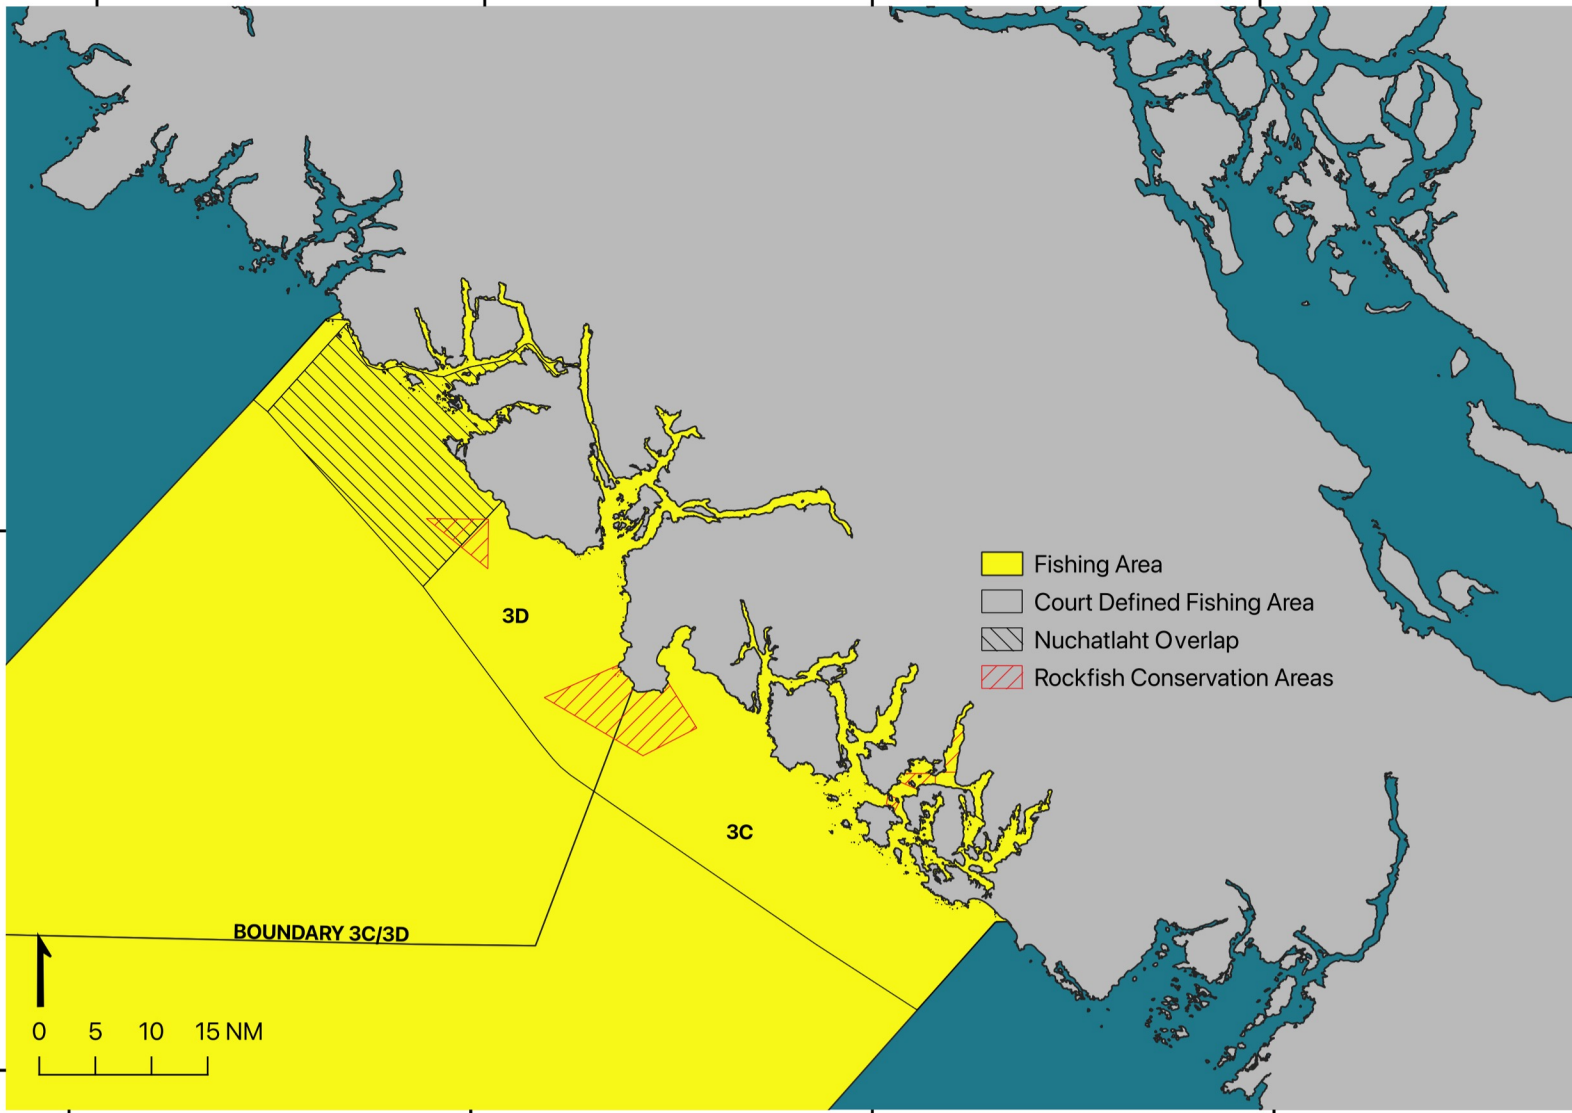 Fishing Area
Court Defined Fishing Area
3D
Nuchatlaht Overlap
Rockfish Conservation Areas
3C
BOUNDARY 3C/3D
0 5 10 15 NM